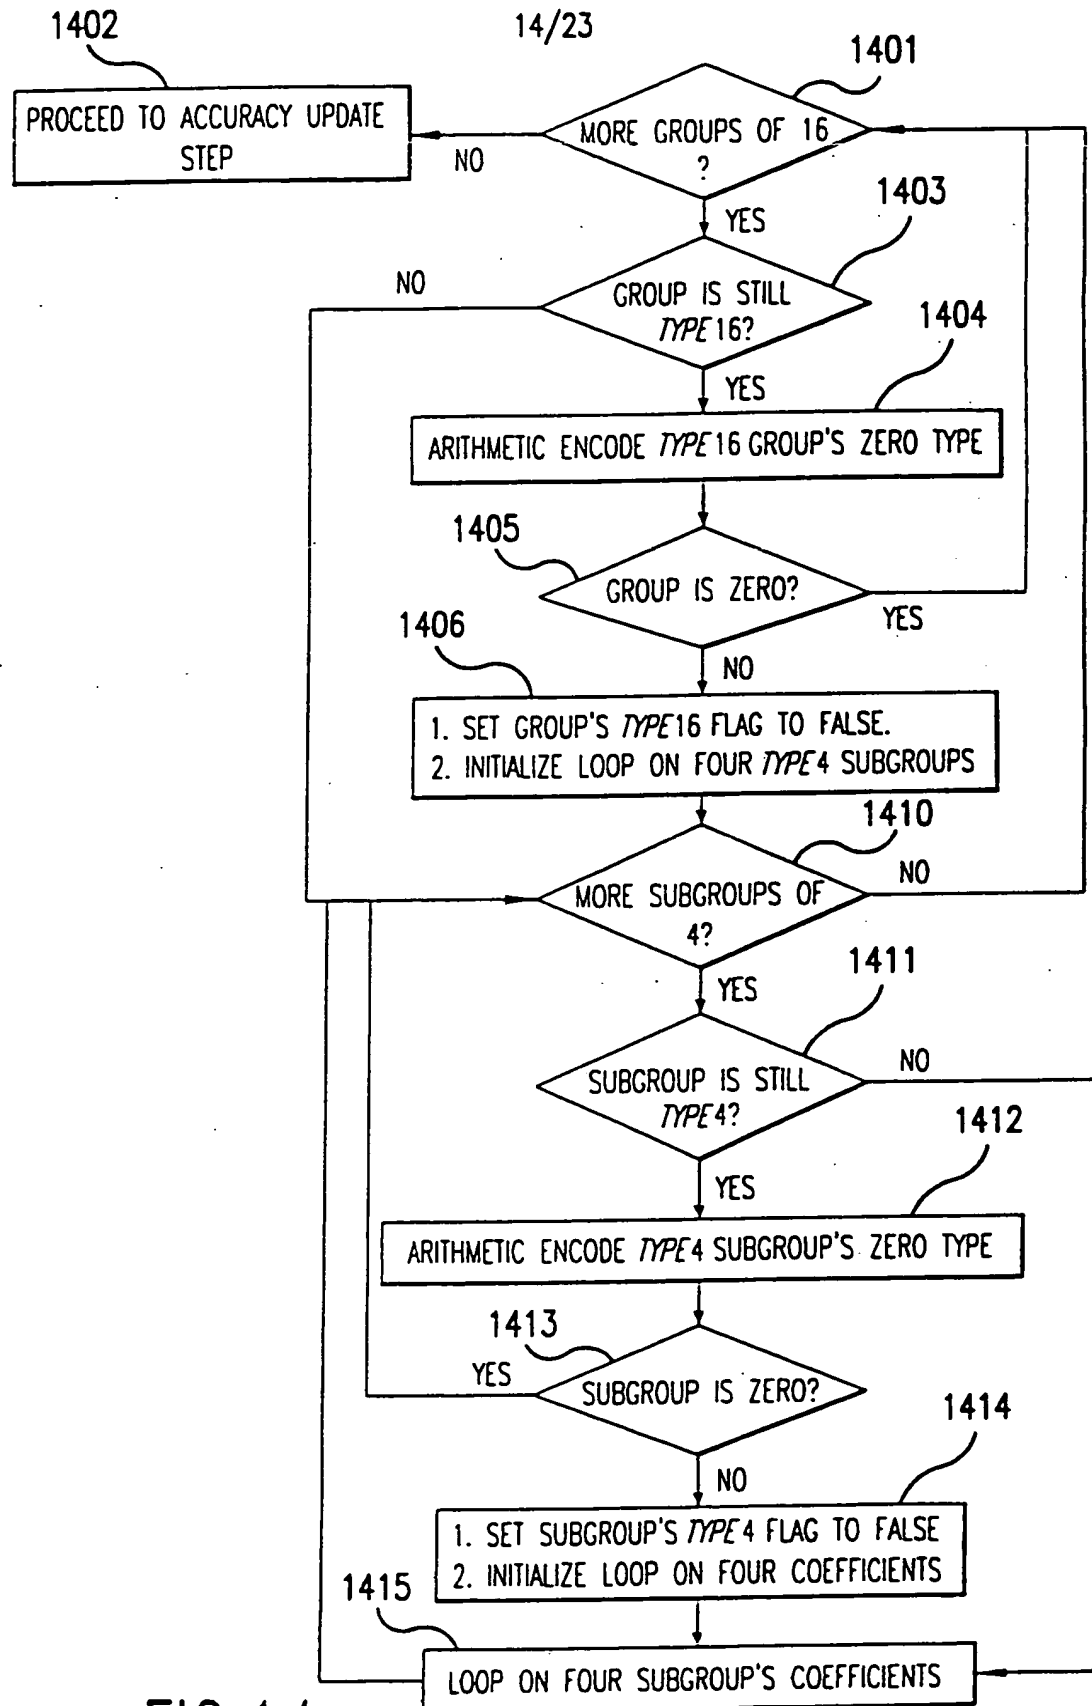 1402
14/23
1401
PROCEED TO ACCURACY UPDATE
STEP
NO
MORE GROUPS OF 16
?
YES
1403
NO
GROUP IS STILL
TYPE 16?
1404
YES
ARITHMETIC ENCODE TYPE 16 GROUP'S ZERO TYPE
1405
GROUP IS ZERO?
YES
1406
NO
1. SET GROUP'S TYPE 16 FLAG TO FALSE.
2. INITIALIZE LOOP ON FOUR TYPE 4 SUBGROUPS
1410
MORE SUBGROUPS OF
4?
NO
YES
1411
SUBGROUP IS STILL
TYPE 4?
NO
1412
YES
ARITHMETIC ENCODE TYPE 4 SUBGROUP'S ZERO TYPE
1413
YES
SUBGROUP IS ZERO?
1414
NO
1. SET SUBGROUP'S TYPE 4 FLAG TO FALSE
2. INITIALIZE LOOP ON FOUR COEFFICIENTS
1415
LOOP ON FOUR SUBGROUP'S COEFFICIENTS